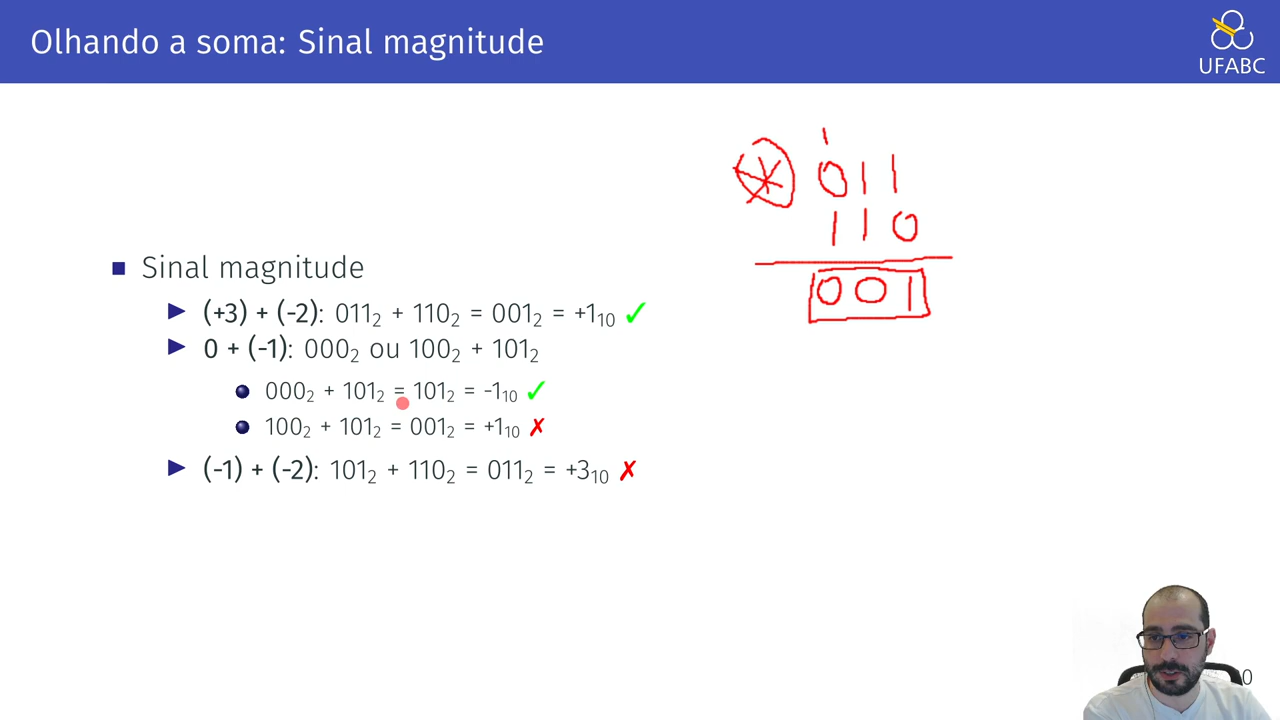 Olhando a soma: Sinal magnitude
UFABC
Sinal magnitude
(+3) + (-2): 011₂ + 110₂ = 001₂ = +1₁₀ ✓
0 + (-1): 000₂ ou 100₂ + 101₂
000₂ + 101₂ = 101₂ = -1₁₀ ✓
100₂ + 101₂ = 001₂ = +1₁₀ ✗
(-1) + (-2): 101₂ + 110₂ = 011₂ = +3₁₀ ✗
1
011
110
001
0